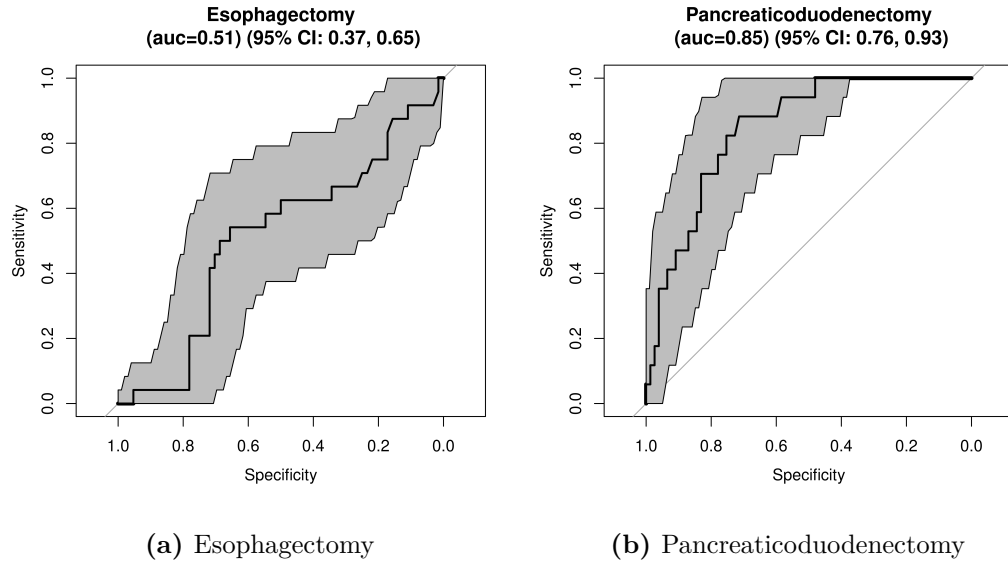 Esophagectomy
(auc=0.51) (95% CI: 0.37, 0.65)
Sensitivity
1.0
0.8
0.6
0.4
0.2
0.0
1.0 0.8 0.6 0.4 0.2 0.0
Specificity
(a) Esophagectomy
Pancreaticoduodenectomy
(auc=0.85) (95% CI: 0.76, 0.93)
Sensitivity
1.0
0.8
0.6
0.4
0.2
0.0
1.0 0.8 0.6 0.4 0.2 0.0
Specificity
(b) Pancreaticoduodenectomy